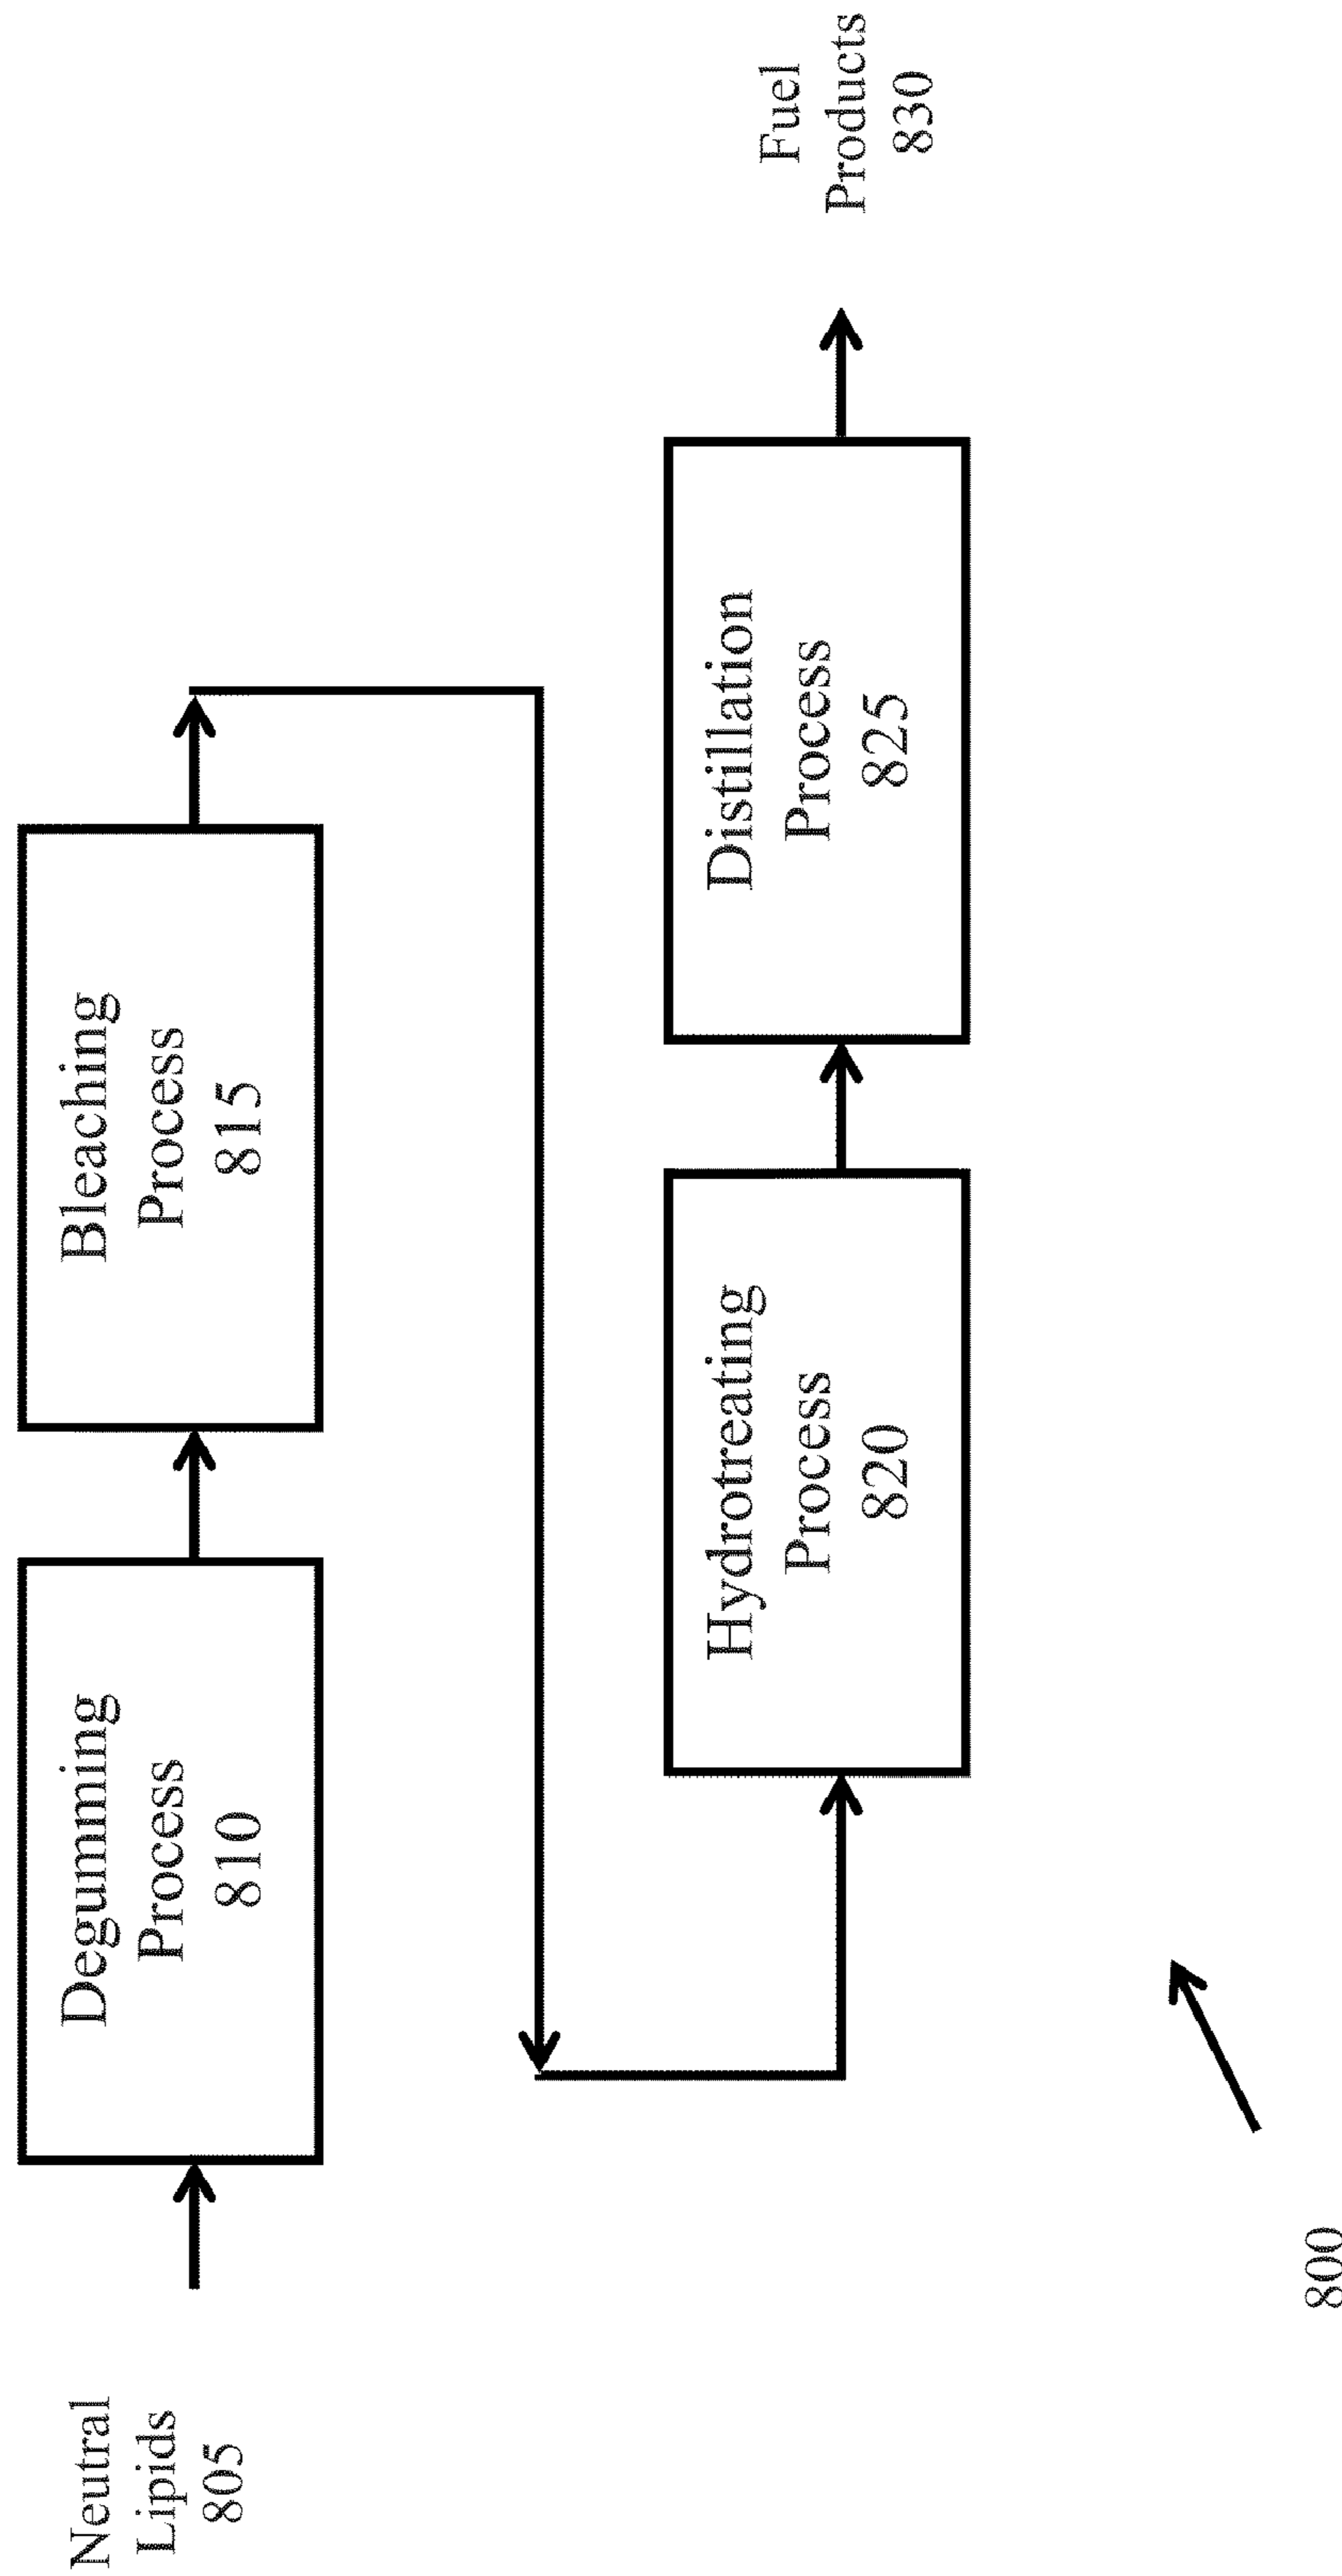 Neutral
Lipids
805
Degumming
Process
810
Bleaching
Process
815
Hydrotreating
Process
820
Distillation
Process
825
Fuel
Products
830
800